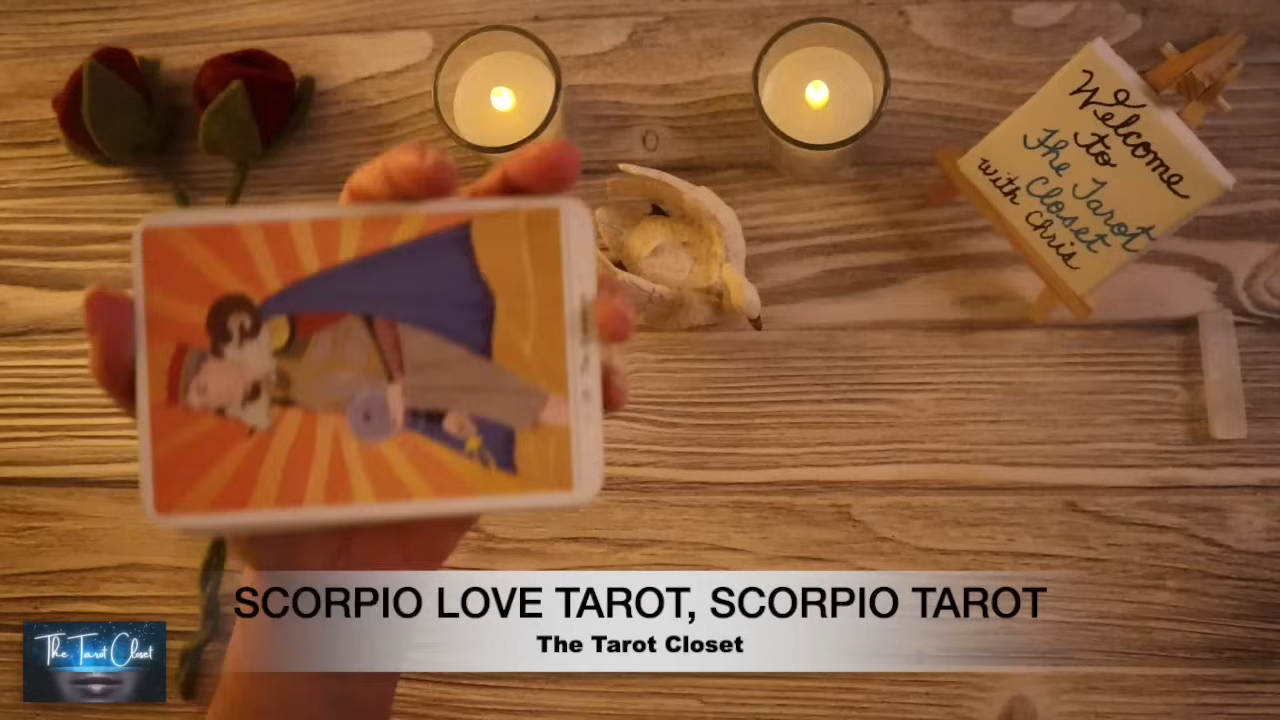 Welcome
to
The Tarot
Closet
with Chris
SCORPIO LOVE TAROT, SCORPIO TAROT
The Tarot Closet
The Tarot Closet